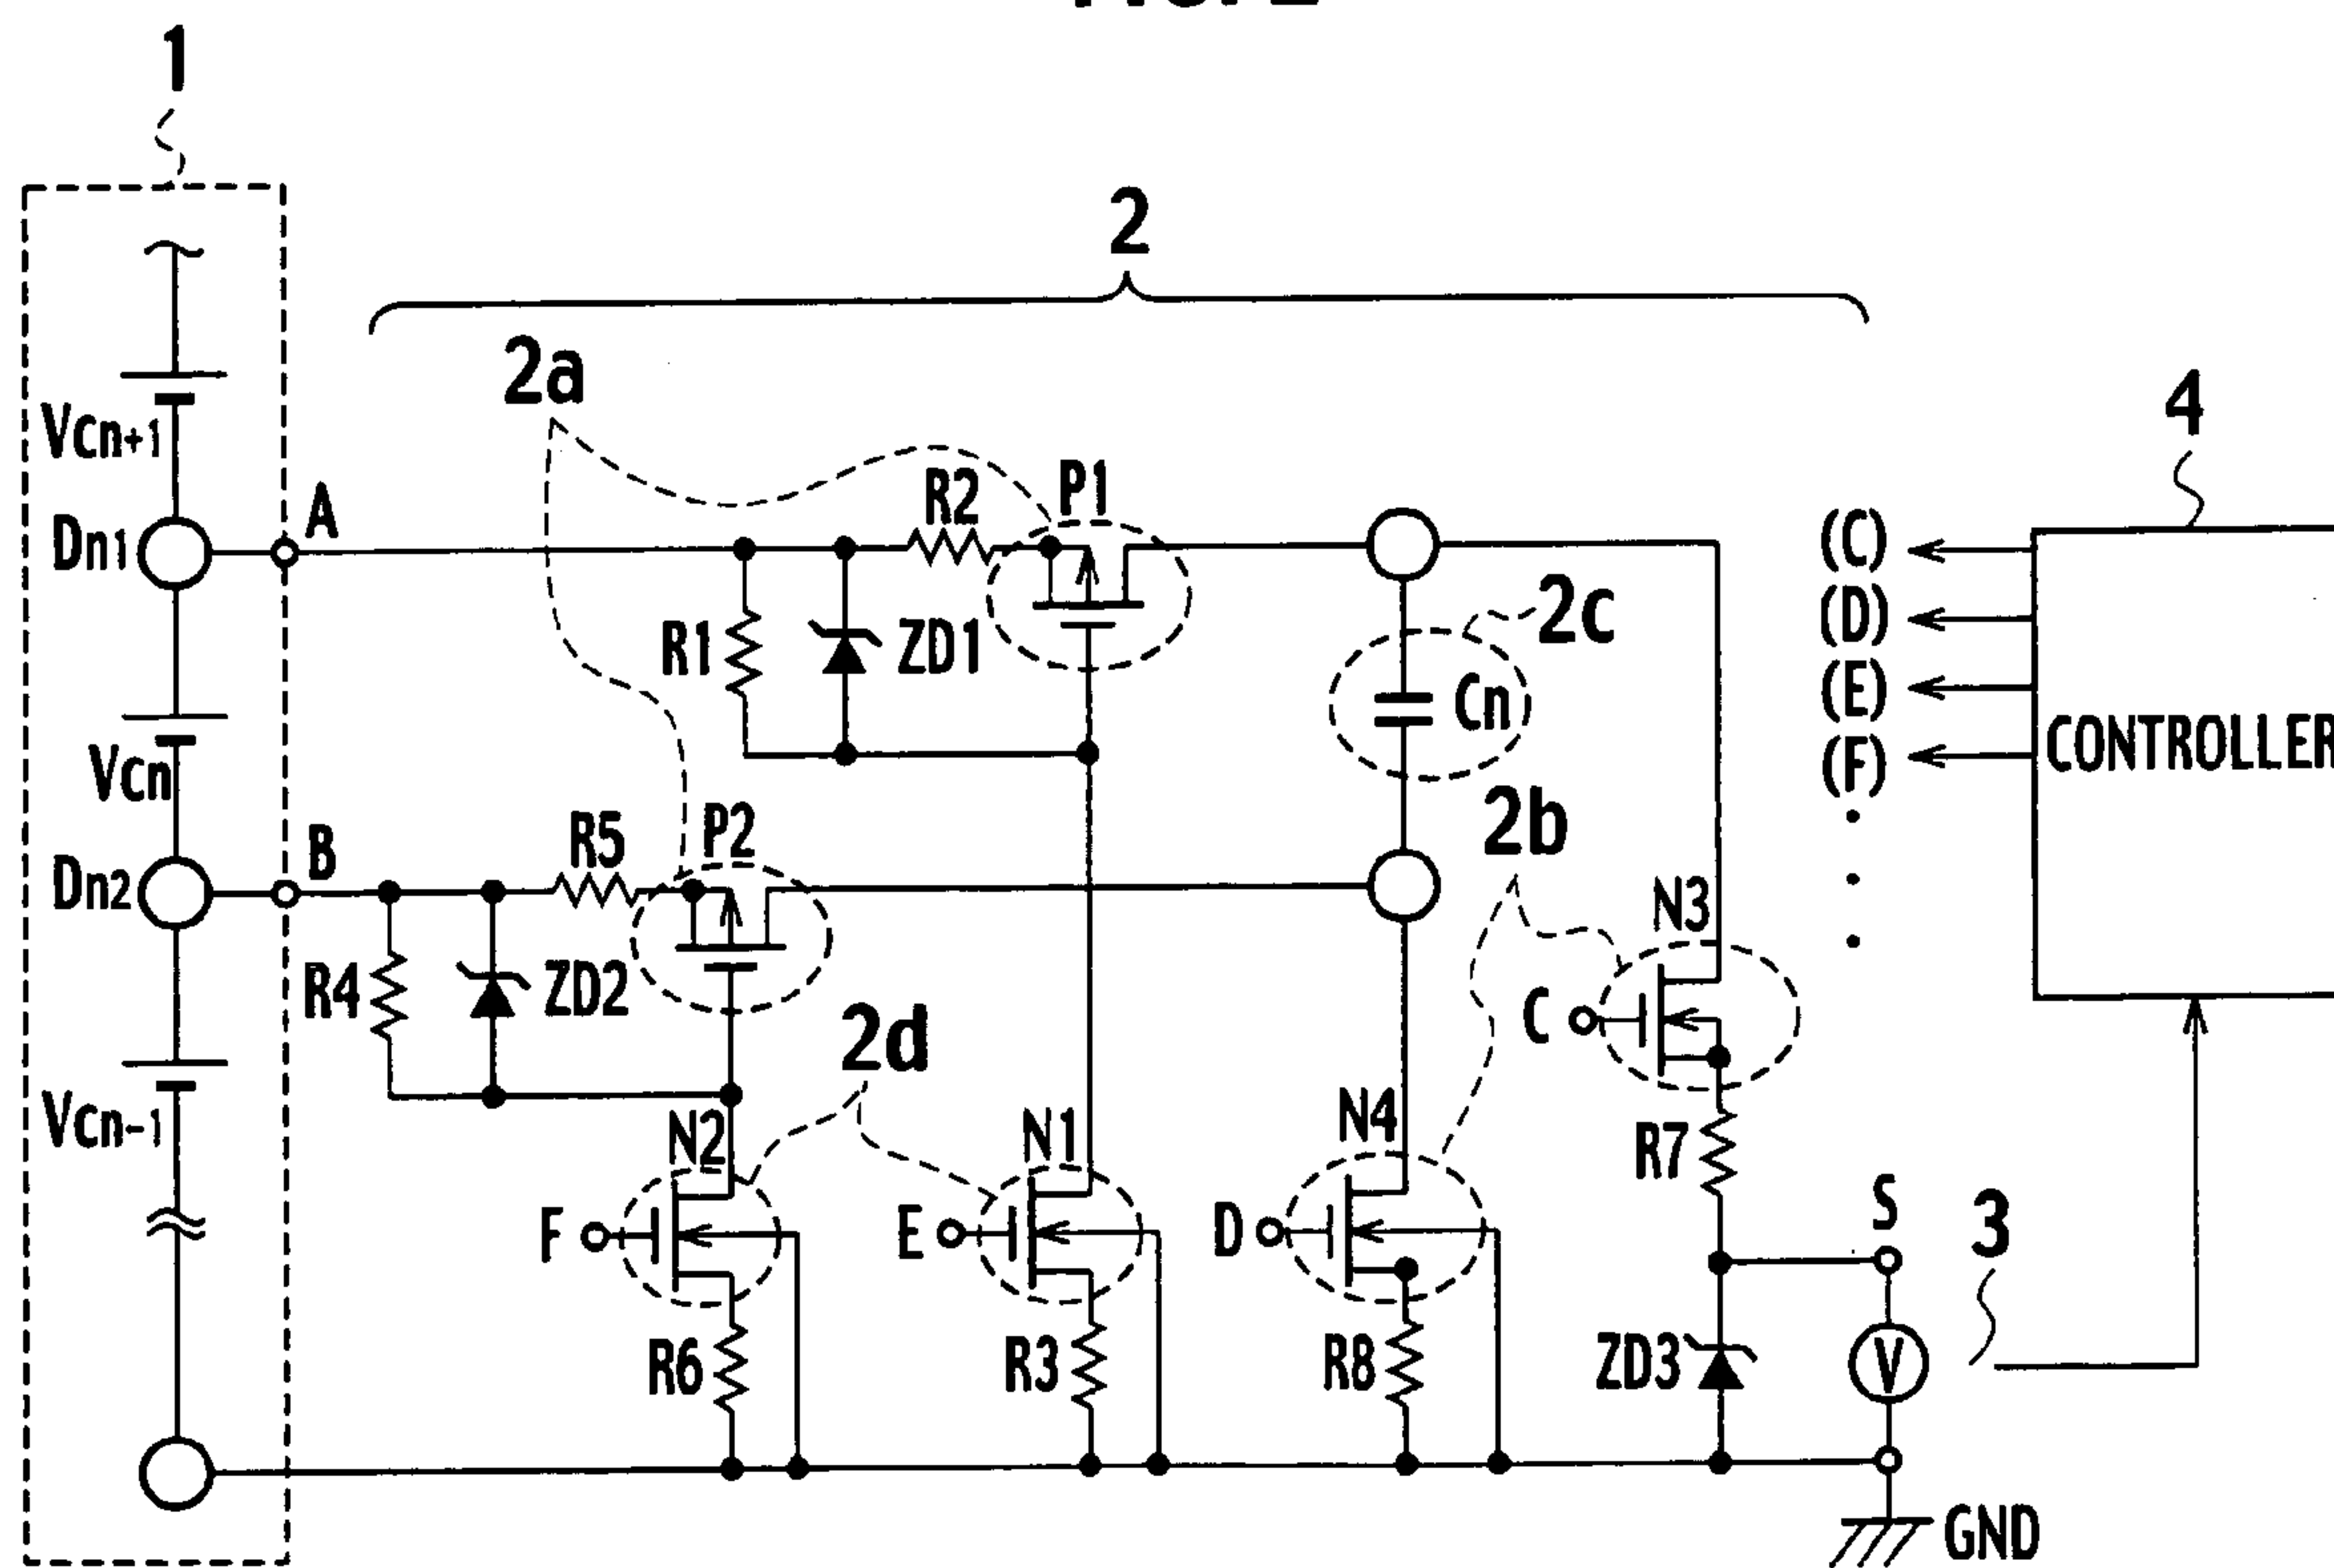 1
2
2a
4
Vcn+1
A
R2
P1
Dn1
(C)
2c
(D)
R1
ZD1
Cn
(E)
(F)
CONTROLLER
Vcn
2b
B
R5
P2
Dn2
N3
R4
ZD2
2d
C
Vcn-1
N2
N1
N4
R7
S
3
F
E
D
R6
R3
R8
ZD3
V
GND